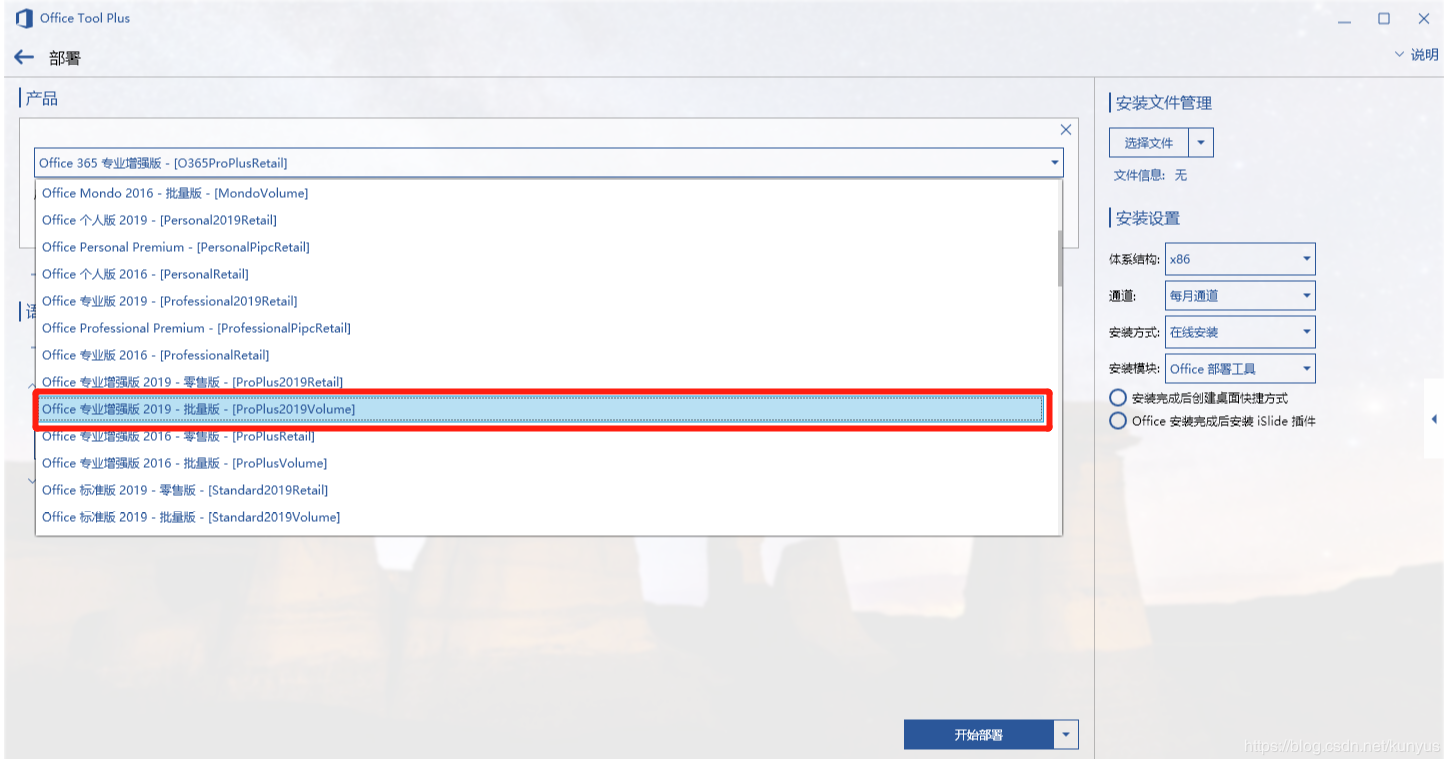 Office Tool Plus
部署
说明
产品
Office 365 专业增强版 - [O365ProPlusRetail]
Office Mondo 2016 - 批量版 - [MondoVolume]
Office 个人版 2019 - [Personal2019Retail]
Office Personal Premium - [PersonalPipcRetail]
Office 个人版 2016 - [PersonalRetail]
Office 专业版 2019 - [Professional2019Retail]
Office Professional Premium - [ProfessionalPipcRetail]
Office 专业版 2016 - [ProfessionalRetail]
Office 专业增强版 2019 - 零售版 - [ProPlus2019Retail]
Office 专业增强版 2019 - 批量版 - [ProPlus2019Volume]
Office 专业增强版 2016 - 零售版 - [ProPlusRetail]
Office 专业增强版 2016 - 批量版 - [ProPlusVolume]
Office 标准版 2019 - 零售版 - [Standard2019Retail]
Office 标准版 2019 - 批量版 - [Standard2019Volume]
开始部署
安装文件管理
选择文件
文件信息: 无
安装设置
体系结构: x86
通道: 每月通道
安装方式: 在线安装
安装模块: Office 部署工具
安装完成后创建桌面快捷方式
Office 安装完成后安装 iSlide 插件
https://blog.csdn.net/kunyus